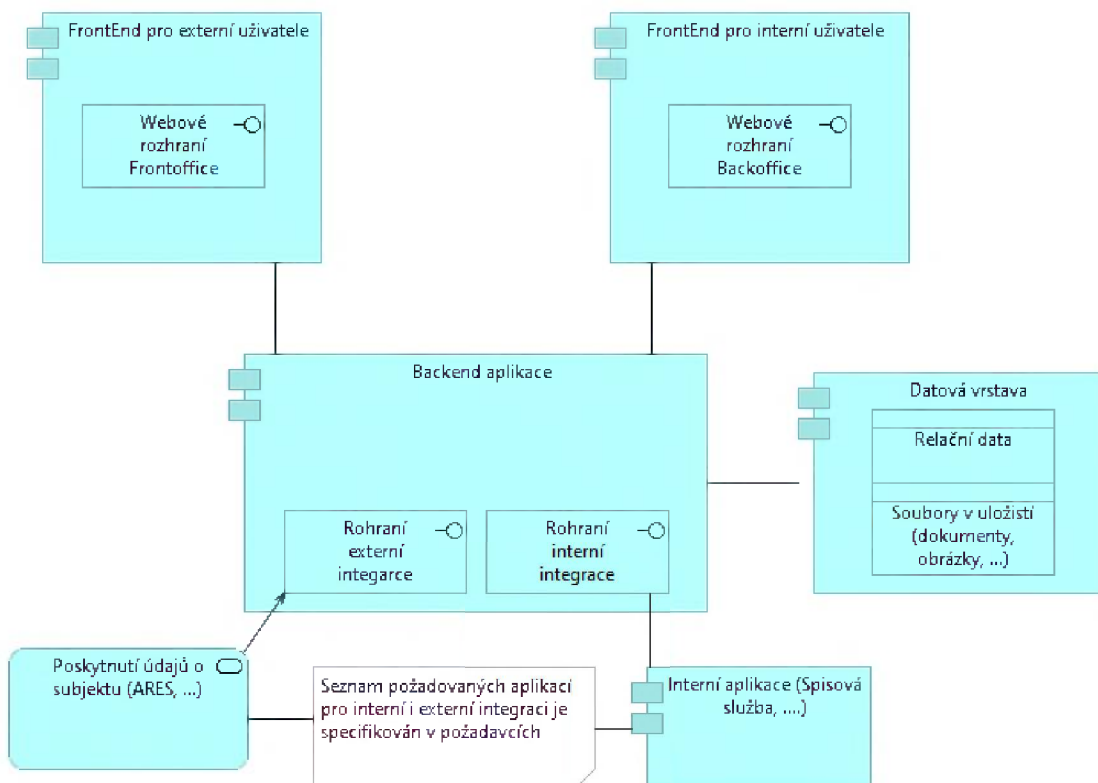 FrontEnd pro externí uživatele
Webové
rozhraní
Frontoffice
FrontEnd pro interní uživatele
Webové
rozhraní
Backoffice
Backend aplikace
Rohraní
externí
integarce
Rohraní
interní
integrace
Datová vrstava
Relační data
Soubory v uložistí
(dokumenty,
obrázky, ...)
Poskytnutí údajů o
subjektu (ARES, ...)
Seznam požadovaných aplikací
pro interní i externí integraci je
specifikován v požadavcích
Interní aplikace (Spisová
služba, ....)